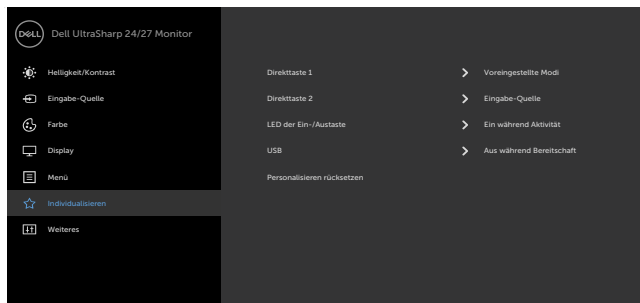 DELL Dell UltraSharp 24/27 Monitor
Helligkeit/Kontrast
Eingabe-Quelle
Farbe
Display
Menü
Individualisieren
Weiteres
Direkttaste 1 Voreingestellte Modi
Direkttaste 2 Eingabe-Quelle
LED der Ein-/Austaste Ein während Aktivität
USB Aus während Bereitschaft
Personalisieren rücksetzen